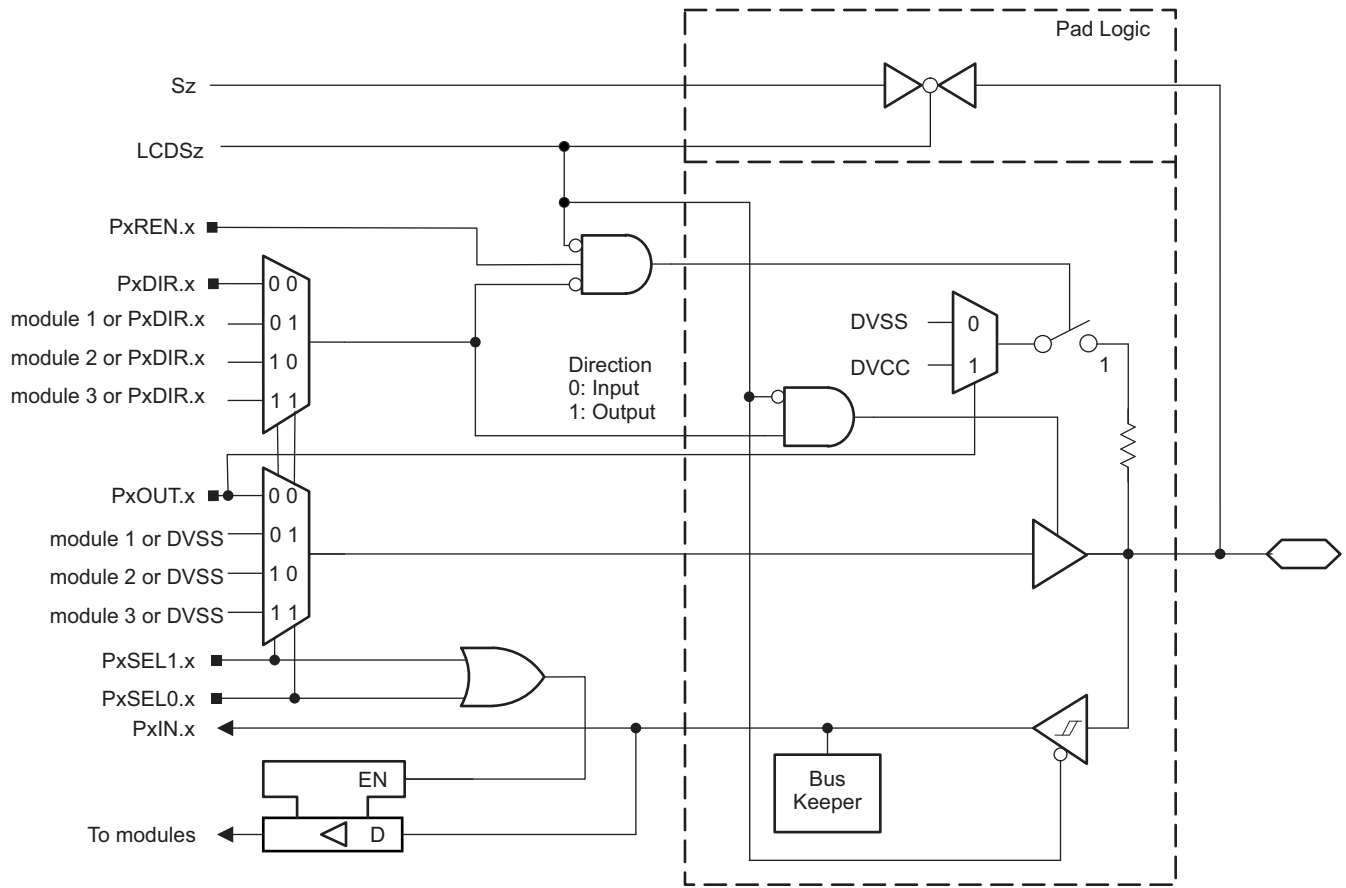 Pad Logic
Sz
LCDSz
PxREN.x
PxDIR.x
0 0
module 1 or PxDIR.x
0 1
module 2 or PxDIR.x
1 0
module 3 or PxDIR.x
1 1
Direction
0: Input
1: Output
DVSS
0
DVCC
1
1
PxOUT.x
0 0
module 1 or DVSS
0 1
module 2 or DVSS
1 0
module 3 or DVSS
1 1
PxSEL1.x
PxSEL0.x
PxIN.x
Bus
Keeper
EN
To modules
D